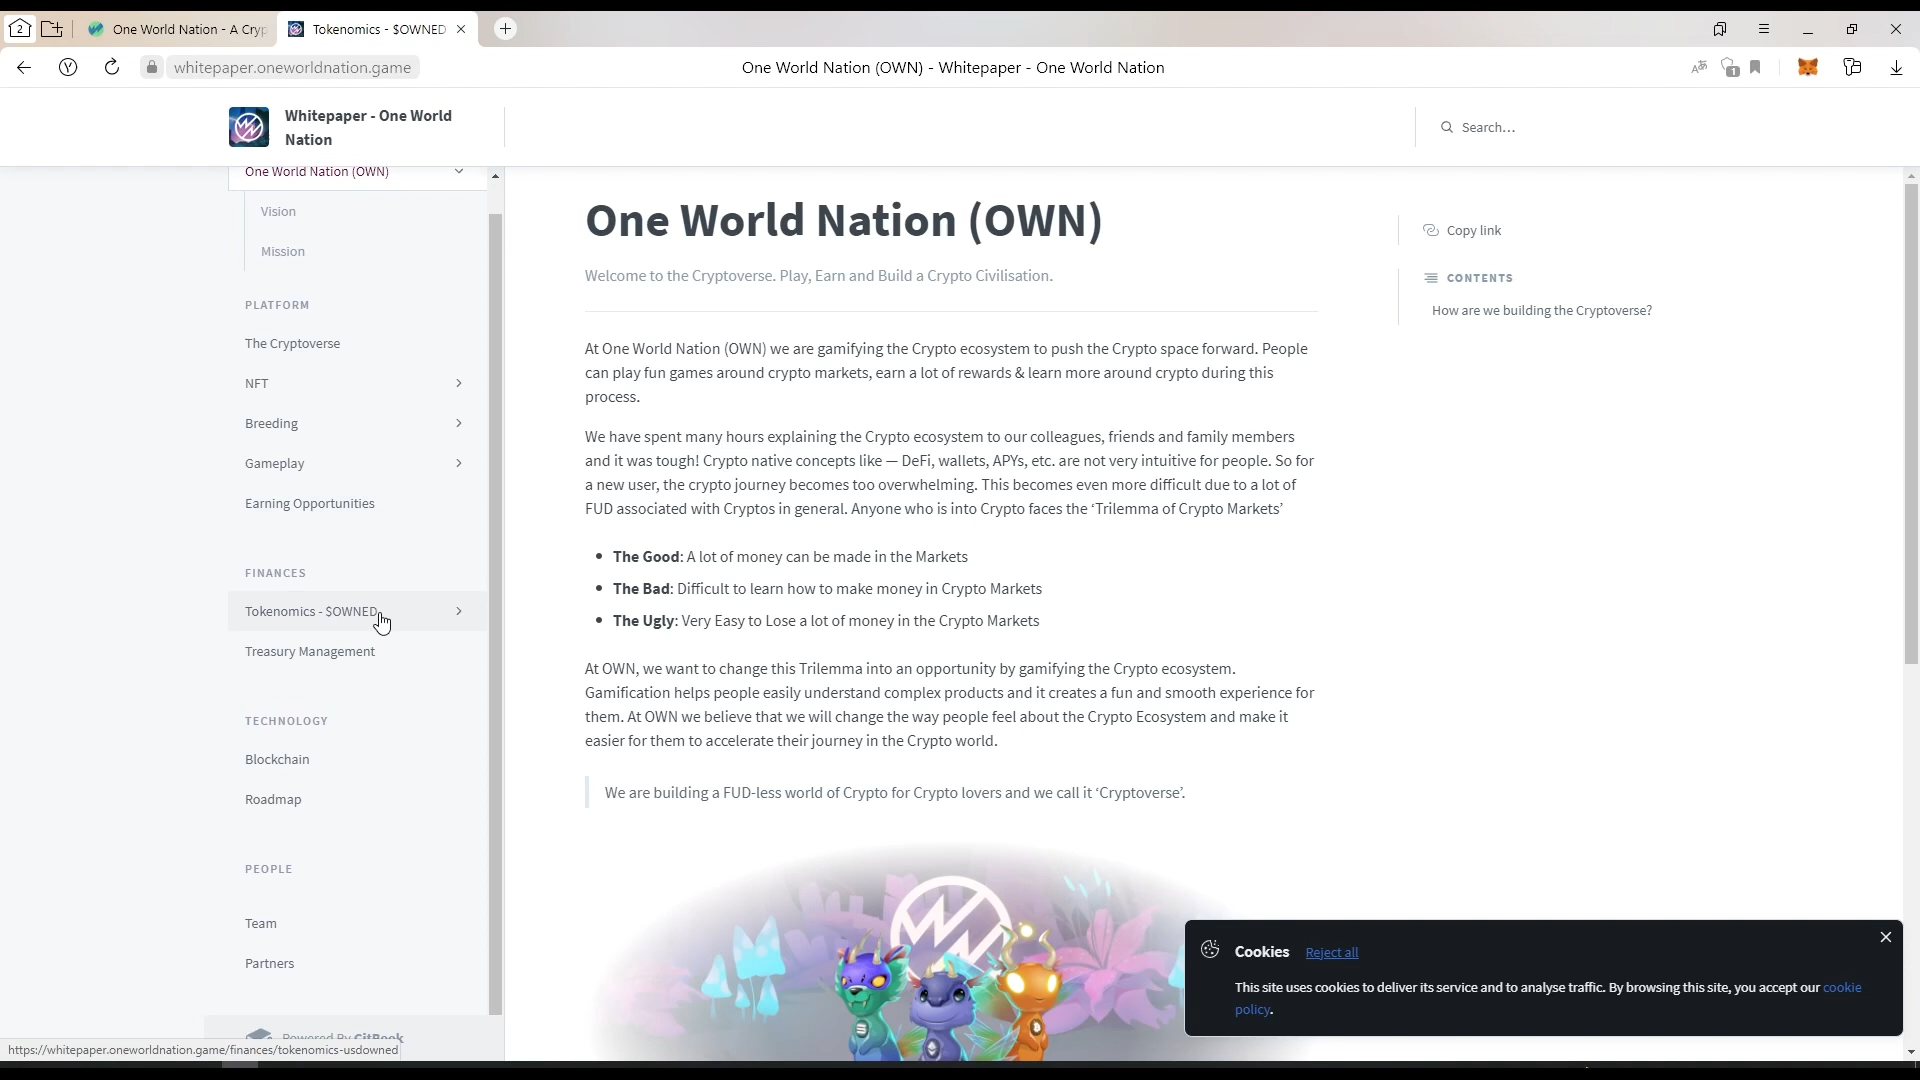 2
One World Nation - A Cryp
Tokenomics - $OWNED
whitepaper.oneworldnation.game
One World Nation (OWN) - Whitepaper - One World Nation
1
Whitepaper - One World
Nation
Search…
One World Nation (OWN)
Vision
Mission
PLATFORM
The Cryptoverse
NFT
Breeding
Gameplay
Earning Opportunities
FINANCES
Tokenomics - $OWNED
Treasury Management
TECHNOLOGY
Blockchain
Roadmap
PEOPLE
Team
Partners
Powered By GitBook
https://whitepaper.oneworldnation.game/finances/tokenomics-usdowned
One World Nation (OWN)
Welcome to the Cryptoverse. Play, Earn and Build a Crypto Civilisation.
At One World Nation (OWN) we are gamifying the Crypto ecosystem to push the Crypto space forward. People
can play fun games around crypto markets, earn a lot of rewards & learn more around crypto during this
process.
We have spent many hours explaining the Crypto ecosystem to our colleagues, friends and family members
and it was tough! Crypto native concepts like — DeFi, wallets, APYs, etc. are not very intuitive for people. So for
a new user, the crypto journey becomes too overwhelming. This becomes even more difficult due to a lot of
FUD associated with Cryptos in general. Anyone who is into Crypto faces the ‘Trilemma of Crypto Markets’
The Good: A lot of money can be made in the Markets
The Bad: Difficult to learn how to make money in Crypto Markets
The Ugly: Very Easy to Lose a lot of money in the Crypto Markets
At OWN, we want to change this Trilemma into an opportunity by gamifying the Crypto ecosystem.
Gamification helps people easily understand complex products and it creates a fun and smooth experience for
them. At OWN we believe that we will change the way people feel about the Crypto Ecosystem and make it
easier for them to accelerate their journey in the Crypto world.
We are building a FUD-less world of Crypto for Crypto lovers and we call it ‘Cryptoverse’.
Copy link
CONTENTS
How are we building the Cryptoverse?
Cookies Reject all
This site uses cookies to deliver its service and to analyse traffic. By browsing this site, you accept our cookie
policy.